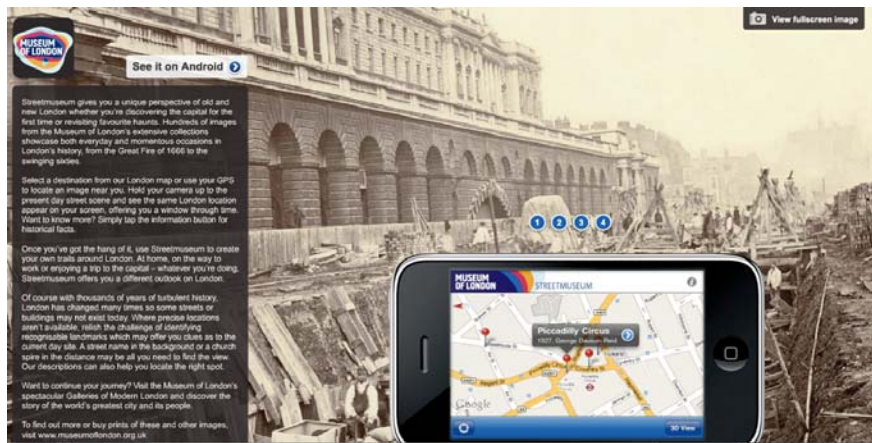 MUSEUM
OF LONDON
See it on Android
View fullscreen image
Streetmuseum gives you a unique perspective of old and
new London whether you're discovering the capital for the
first time or revisiting favourite haunts. Hundreds of images
from the Museum of London's extensive collections
showcase both everyday and momentous occasions in
London's history, from the Great Fire of 1666 to the
swinging sixties.
Select a destination from our London map or use your GPS
to locate an image near you. Hold your camera up to the
present day street scene and see the same London location
appear on your screen, offering you a window through time.
Want to know more? Simply tap the information button for
historical facts.
Once you've got the hang of it, use Streetmuseum to create
your own trails around London. At home, on the way to
work or enjoying a trip to the capital – whatever you're doing,
Streetmuseum offers you a different outlook on London.
Of course with thousands of years of turbulent history,
London has changed many times so some streets or
buildings may not exist today. Where precise locations
aren't available, relish the challenge of identifying
recognisable landmarks which may offer you clues as to the
current day site. A street name in the background or a church
spire in the distance may be all you need to find the view.
Our descriptions can also help you locate the right spot.
Want to continue your journey? Visit the Museum of London's
spectacular Galleries of Modern London and discover the
story of the world's greatest city and its people.
To find out more or buy prints of these and other images,
visit www.museumoflondon.org.uk
1 2 3 4
MUSEUM
OF LONDON
STREETMUSEUM
Piccadilly Circus
George Davison Reid
Piccadilly Circus
Coventry St
Regent St
Google
3D View